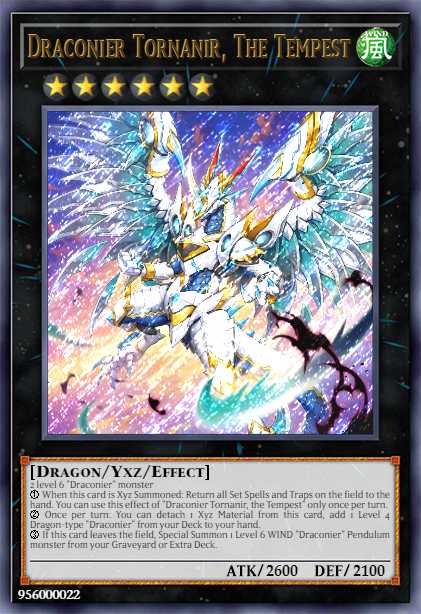 Draconier Tornanir, The Tempest
WIND
風
[Dragon/Yxz/Effect]
2 level 6 "Draconier" monster
① When this card is Xyz Summoned: Return all Set Spells and Traps on the field to the
hand. You can use this effect of "Draconier Tornanir, the Tempest" only once per turn.
② Once per turn: You can detach 1 Xyz Material from this card, add 1 Level 4
Dragon-type "Draconier" from your Deck to your hand.
③ If this card leaves the field, Special Summon 1 Level 6 WIND "Draconier" Pendulum
monster from your Graveyard or Extra Deck.
ATK/2600 DEF/2100
956000022